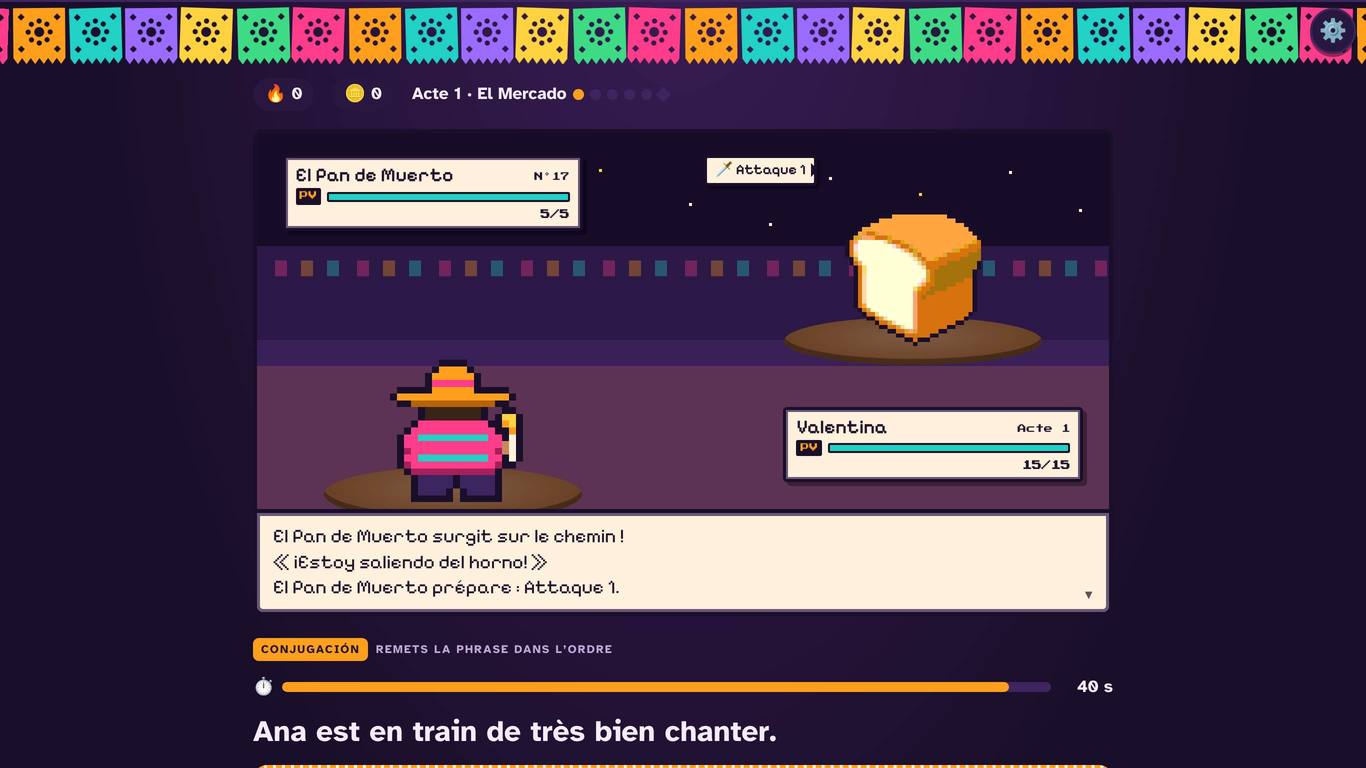 0
0
Acte 1 · El Mercado
El Pan de Muerto
N°17
PV
5/5
Attaque 1
Valentina
Acte 1
PV
15/15
El Pan de Muerto surgit sur le chemin !
« ¡Estoy saliendo del horno! »
El Pan de Muerto prépare : Attaque 1.
CONJUGACIÓN
REMETS LA PHRASE DANS L'ORDRE
40 s
Ana est en train de très bien chanter.